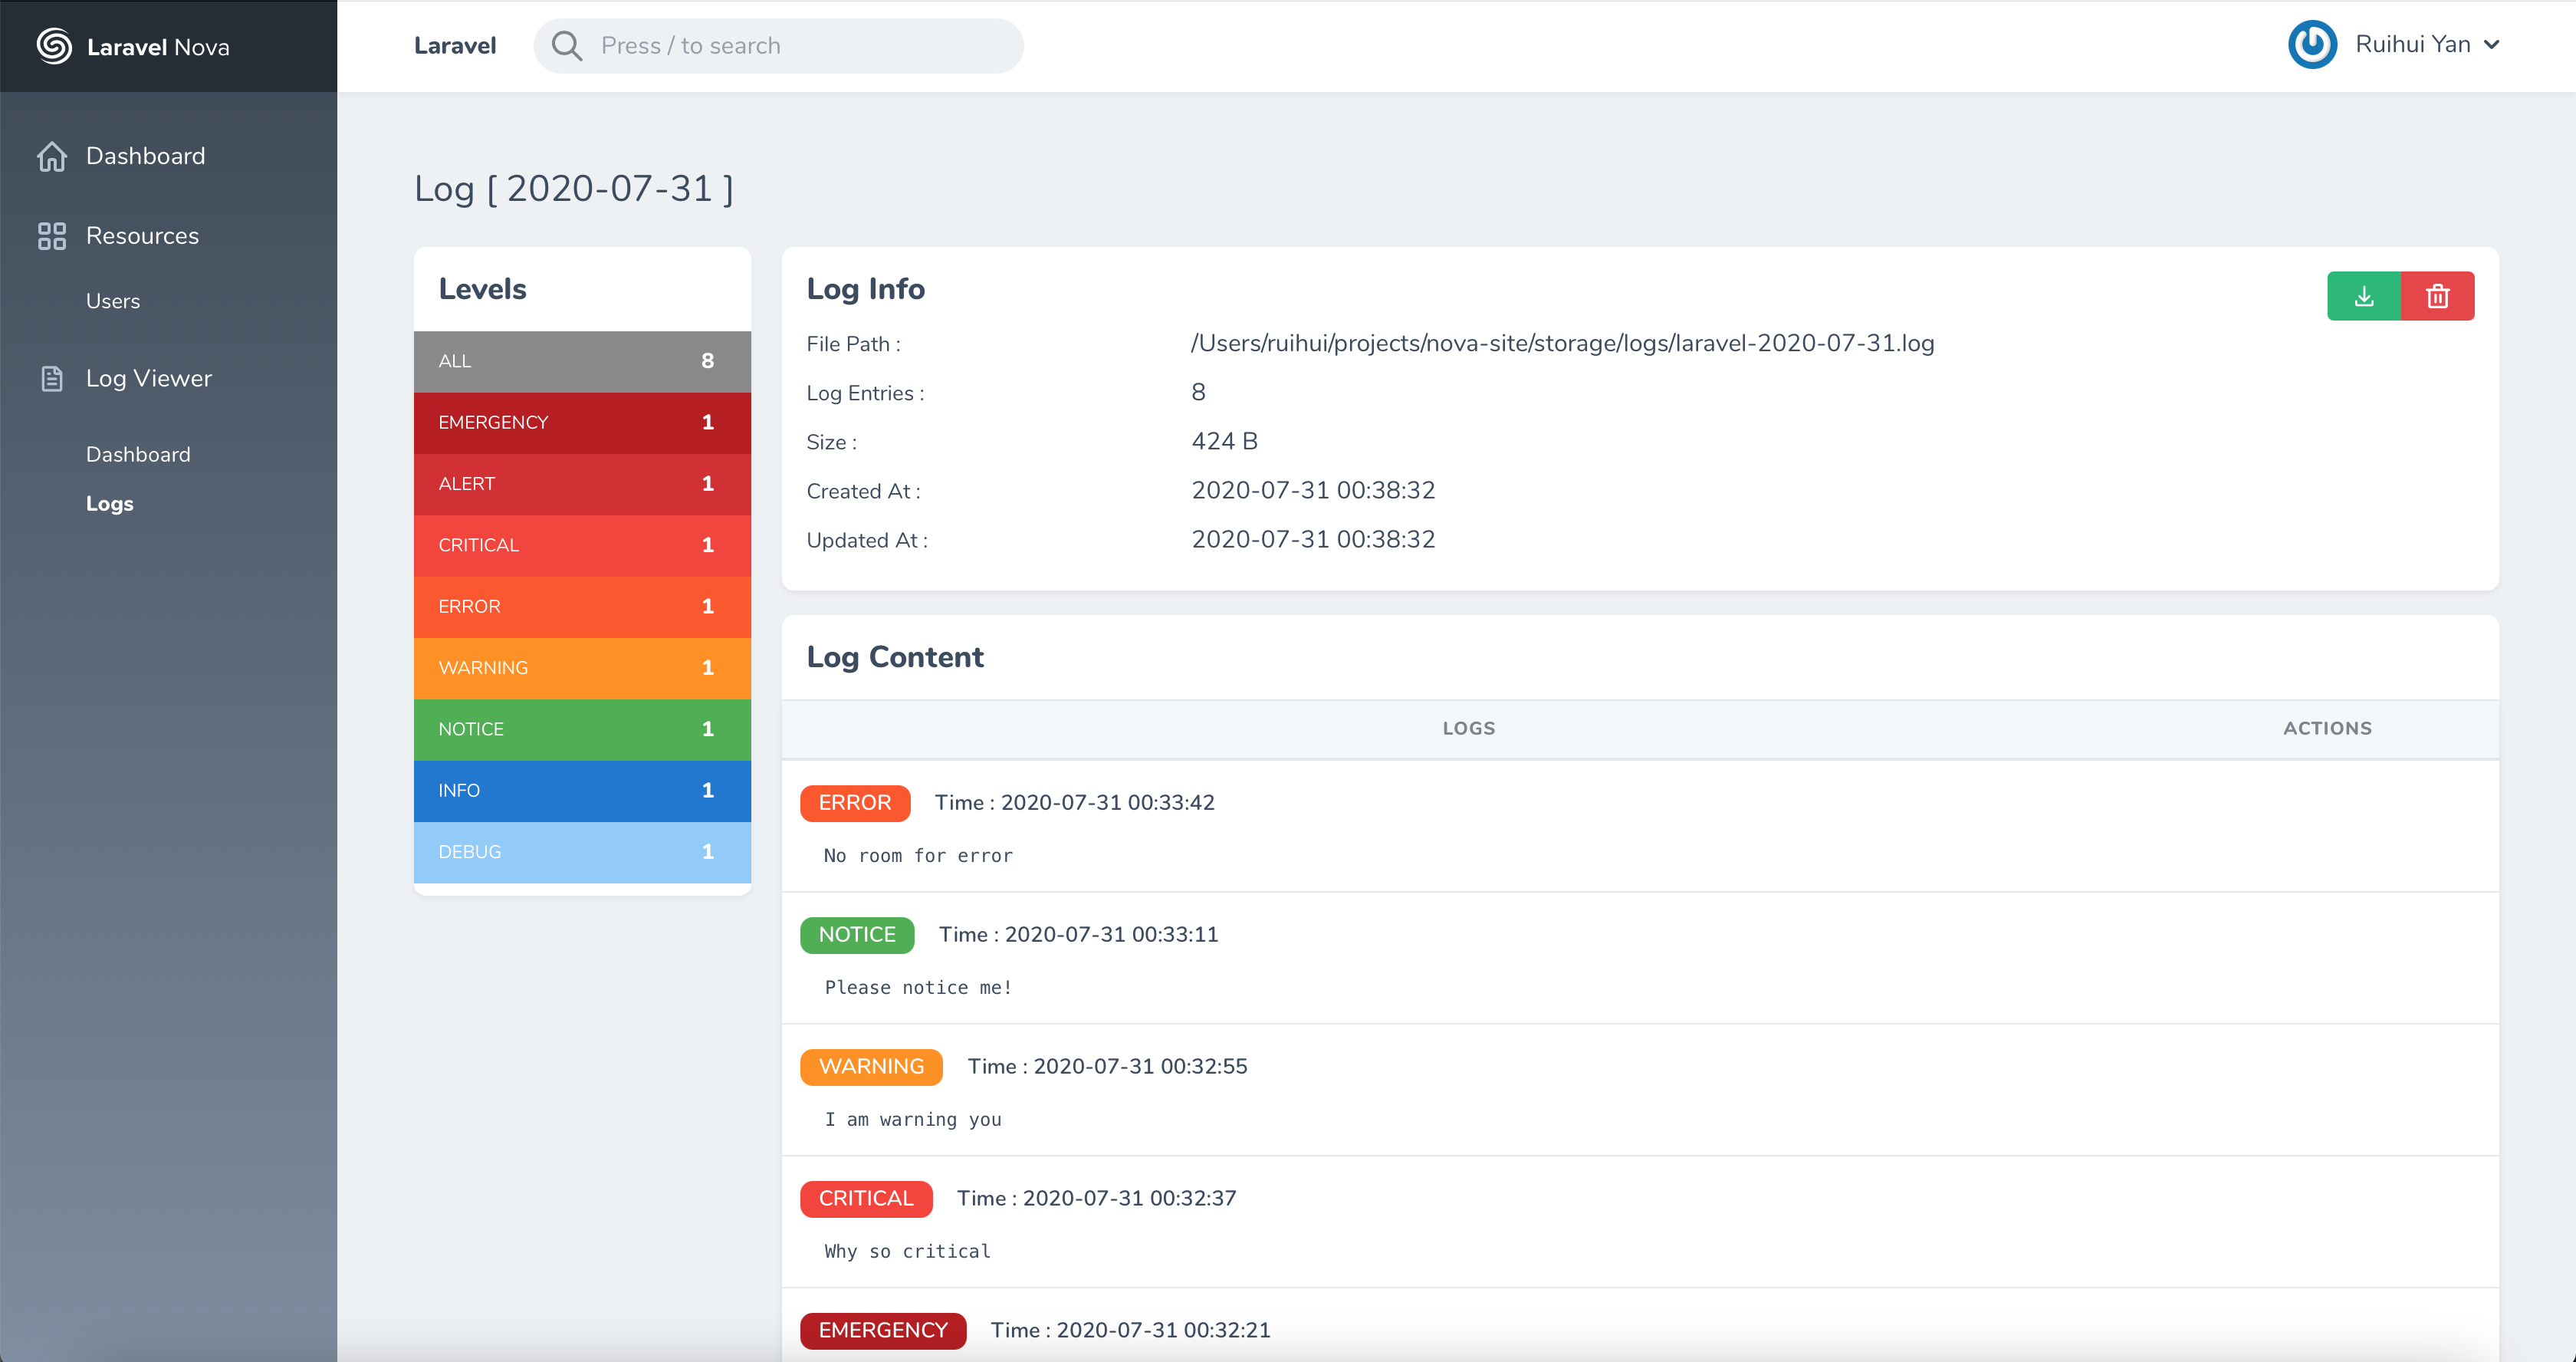 Laravel Nova
Laravel
Press / to search
Ruihui Yan
Dashboard
Resources
Users
Log Viewer
Dashboard
Logs
Log [ 2020-07-31 ]
Levels
ALL 8
EMERGENCY 1
ALERT 1
CRITICAL 1
ERROR 1
WARNING 1
NOTICE 1
INFO 1
DEBUG 1
Log Info
File Path : /Users/ruihui/projects/nova-site/storage/logs/laravel-2020-07-31.log
Log Entries : 8
Size : 424 B
Created At : 2020-07-31 00:38:32
Updated At : 2020-07-31 00:38:32
Log Content
LOGS ACTIONS
ERROR Time : 2020-07-31 00:33:42
No room for error
NOTICE Time : 2020-07-31 00:33:11
Please notice me!
WARNING Time : 2020-07-31 00:32:55
I am warning you
CRITICAL Time : 2020-07-31 00:32:37
Why so critical
EMERGENCY Time : 2020-07-31 00:32:21